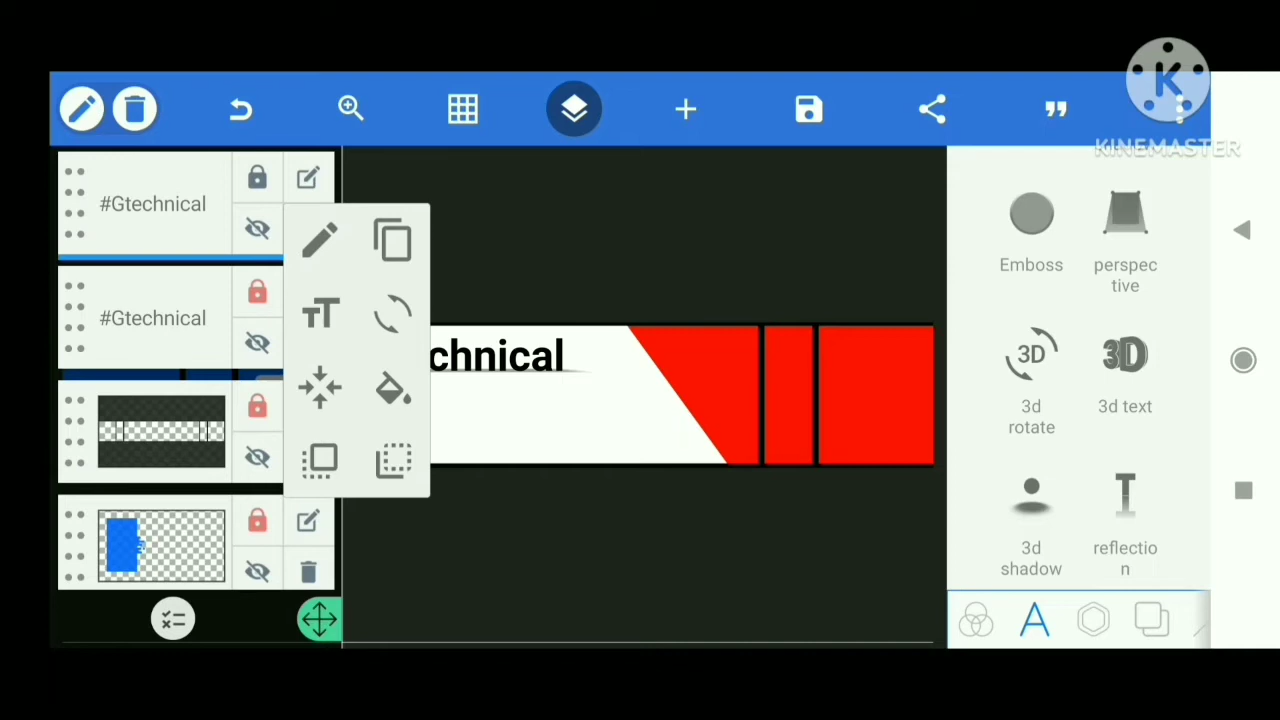 KINEMASTER
#Gtechnical
#Gtechnical
chnical
Emboss
perspec
tive
3D
3d
rotate
3D
3d text
3d
shadow
reflectio
n